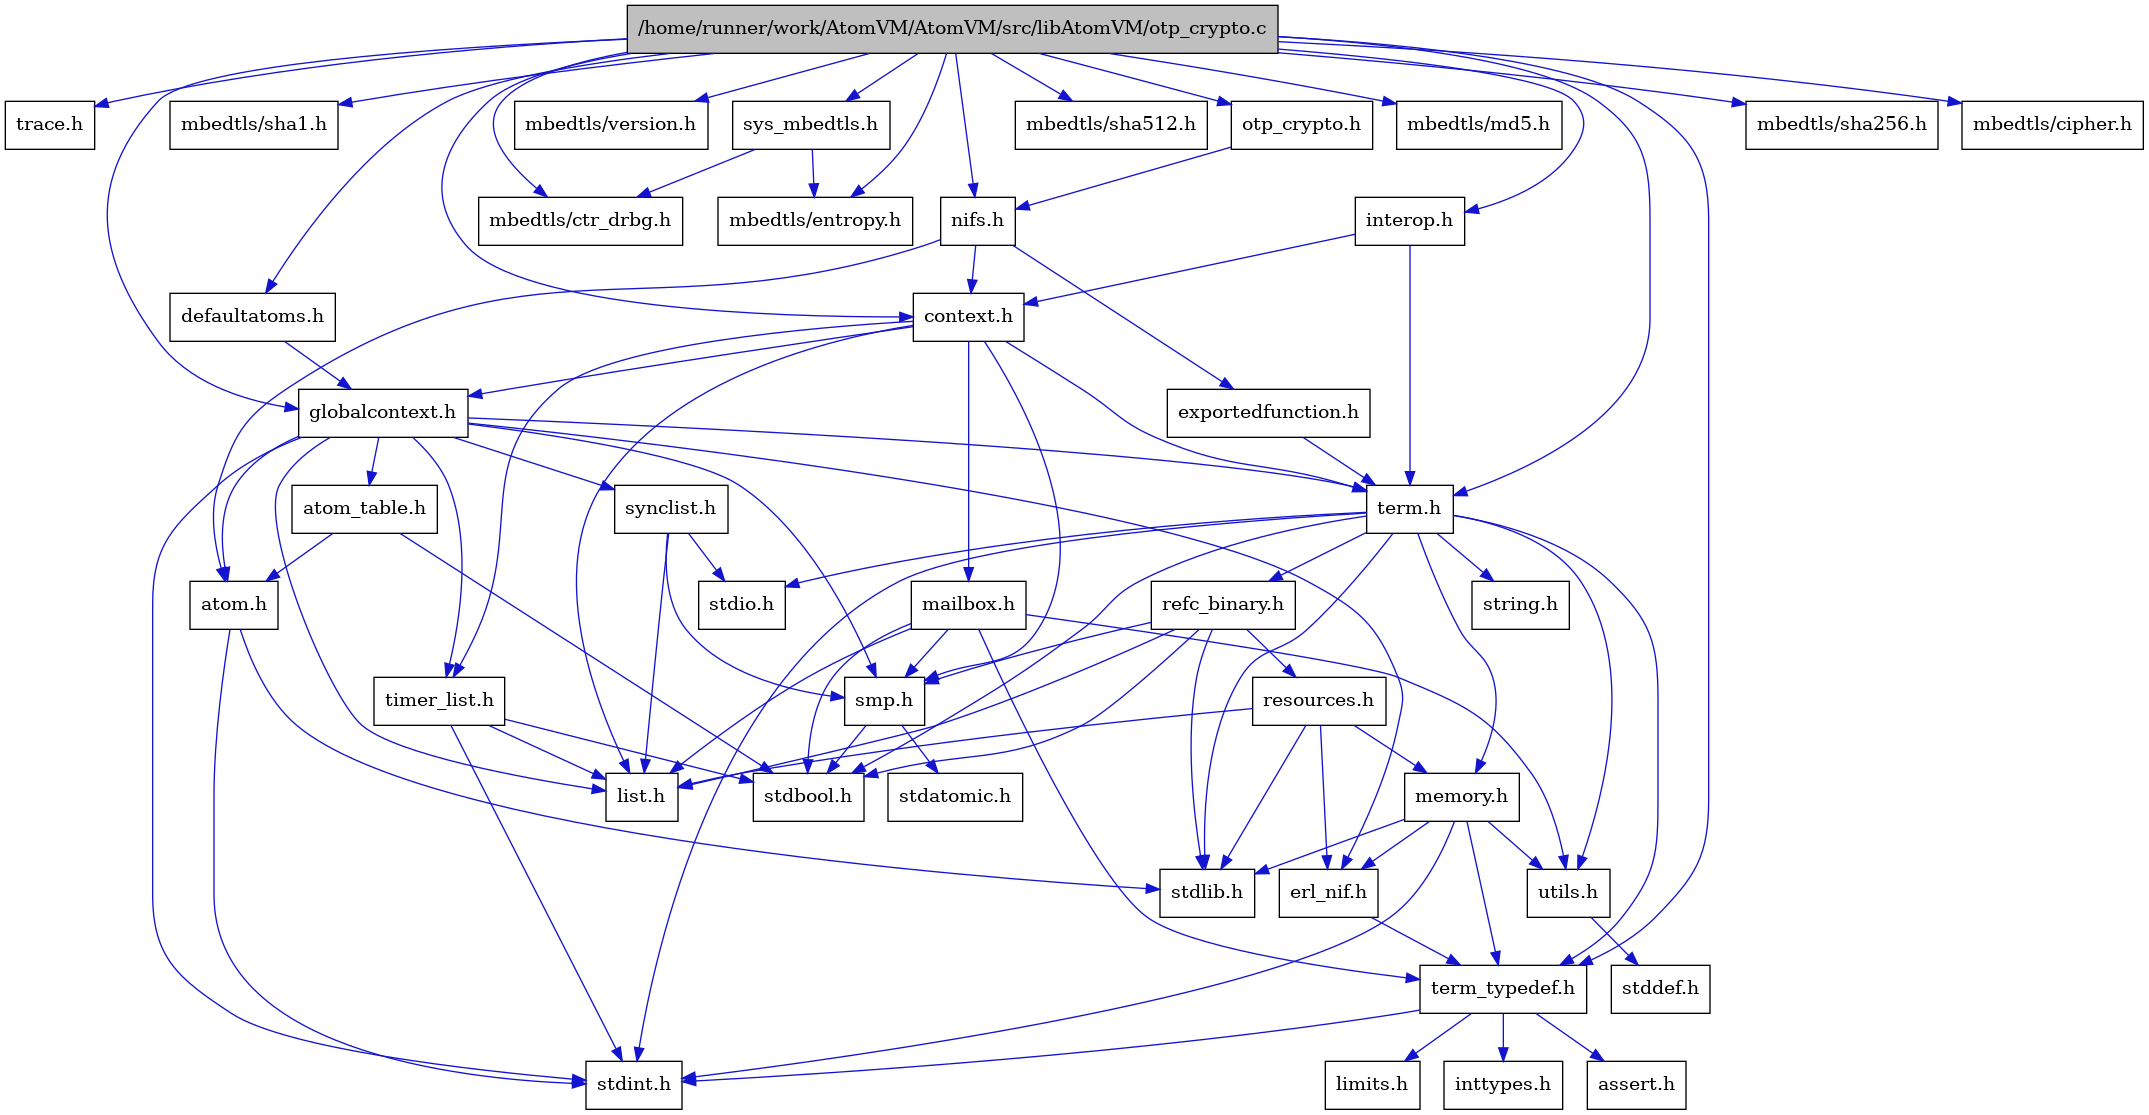 /home/runner/work/AtomVM/AtomVM/src/libAtomVM/otp_crypto.c
trace.h
mbedtls/sha1.h
mbedtls/version.h
sys_mbedtls.h
mbedtls/sha512.h
otp_crypto.h
mbedtls/md5.h
mbedtls/sha256.h
mbedtls/cipher.h
mbedtls/ctr_drbg.h
mbedtls/entropy.h
nifs.h
interop.h
defaultatoms.h
context.h
globalcontext.h
exportedfunction.h
atom_table.h
synclist.h
term.h
atom.h
stdio.h
mailbox.h
refc_binary.h
string.h
timer_list.h
smp.h
resources.h
list.h
stdbool.h
stdatomic.h
memory.h
stdlib.h
erl_nif.h
utils.h
term_typedef.h
stddef.h
stdint.h
limits.h
inttypes.h
assert.h